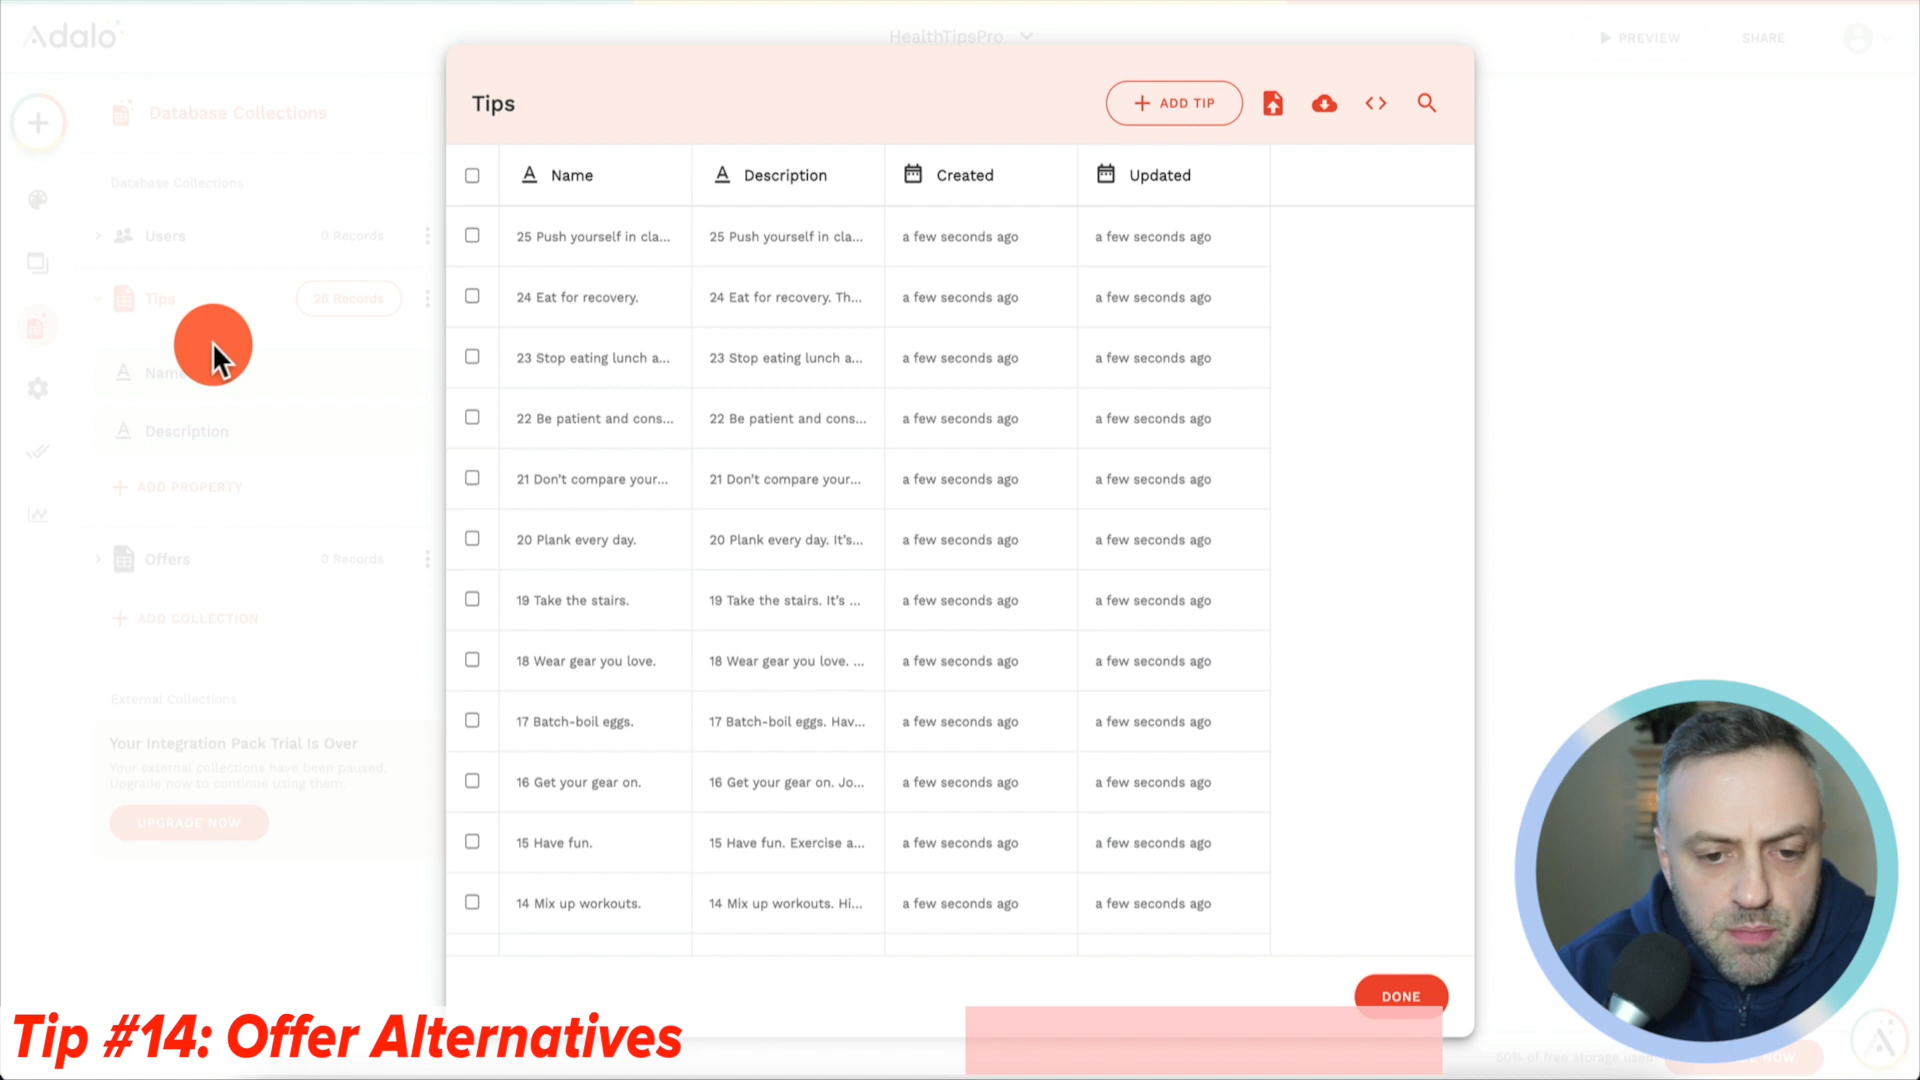 Adalo
HealthTipsPro
PREVIEW
SHARE
Database Collections
Database Collections
Users
0 Records
Tips
25 Records
Name
Description
ADD PROPERTY
Offers
0 Records
ADD COLLECTION
External Collections
Your Integration Pack Trial Is Over
Your external collections have been paused.
Upgrade now to continue using them.
UPGRADE NOW
Tips
ADD TIP
Name
Description
Created
Updated
25 Push yourself in cla...
25 Push yourself in cla...
a few seconds ago
a few seconds ago
24 Eat for recovery.
24 Eat for recovery. Th...
a few seconds ago
a few seconds ago
23 Stop eating lunch a...
23 Stop eating lunch a...
a few seconds ago
a few seconds ago
22 Be patient and cons...
22 Be patient and cons...
a few seconds ago
a few seconds ago
21 Don't compare your...
21 Don't compare your...
a few seconds ago
a few seconds ago
20 Plank every day.
20 Plank every day. It's...
a few seconds ago
a few seconds ago
19 Take the stairs.
19 Take the stairs. It's ...
a few seconds ago
a few seconds ago
18 Wear gear you love.
18 Wear gear you love. ...
a few seconds ago
a few seconds ago
17 Batch-boil eggs.
17 Batch-boil eggs. Hav...
a few seconds ago
a few seconds ago
16 Get your gear on.
16 Get your gear on. Jo...
a few seconds ago
a few seconds ago
15 Have fun.
15 Have fun. Exercise a...
a few seconds ago
a few seconds ago
14 Mix up workouts.
14 Mix up workouts. Hi...
a few seconds ago
a few seconds ago
DONE
Tip #14: Offer Alternatives
50% of free storage used
NOW